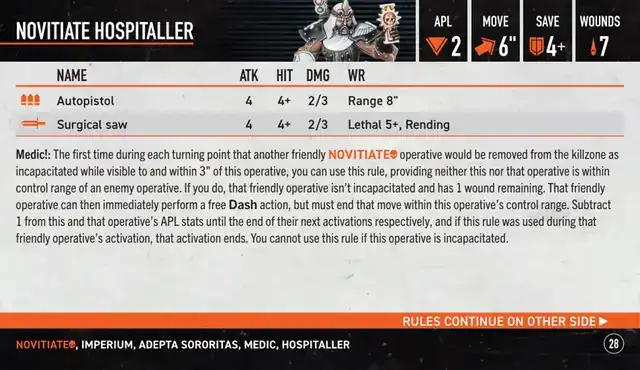 NOVITIATE HOSPITALLER
APL
2
MOVE
6"
SAVE
4+
WOUNDS
7
NAME ATK HIT DMG WR
Autopistol 4 4+ 2/3 Range 8"
Surgical saw 4 4+ 2/3 Lethal 5+, Rending
Medic!: The first time during each turning point that another friendly NOVITIATE operative would be removed from the killzone as
incapacitated while visible to and within 3" of this operative, you can use this rule, providing neither this nor that operative is within
control range of an enemy operative. If you do, that friendly operative isn't incapacitated and has 1 wound remaining. That friendly
operative can then immediately perform a free Dash action, but must end that move within this operative's control range. Subtract
1 from this and that operative's APL stats until the end of their next activations respectively, and if this rule was used during that
friendly operative's activation, that activation ends. You cannot use this rule if this operative is incapacitated.
RULES CONTINUE ON OTHER SIDE
NOVITIATE, IMPERIUM, ADEPTA SORORITAS, MEDIC, HOSPITALLER
28